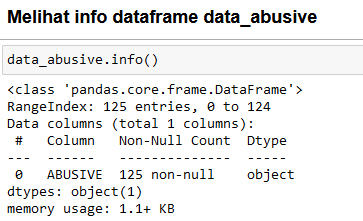 Melihat info dataframe data_abusive
data_abusive.info()
<class 'pandas.core.frame.DataFrame'>
RangeIndex: 125 entries, 0 to 124
Data columns (total 1 columns):
 #   Column   Non-Null Count  Dtype
---  ------   --------------  -----
 0   ABUSIVE  125 non-null    object
dtypes: object(1)
memory usage: 1.1+ KB